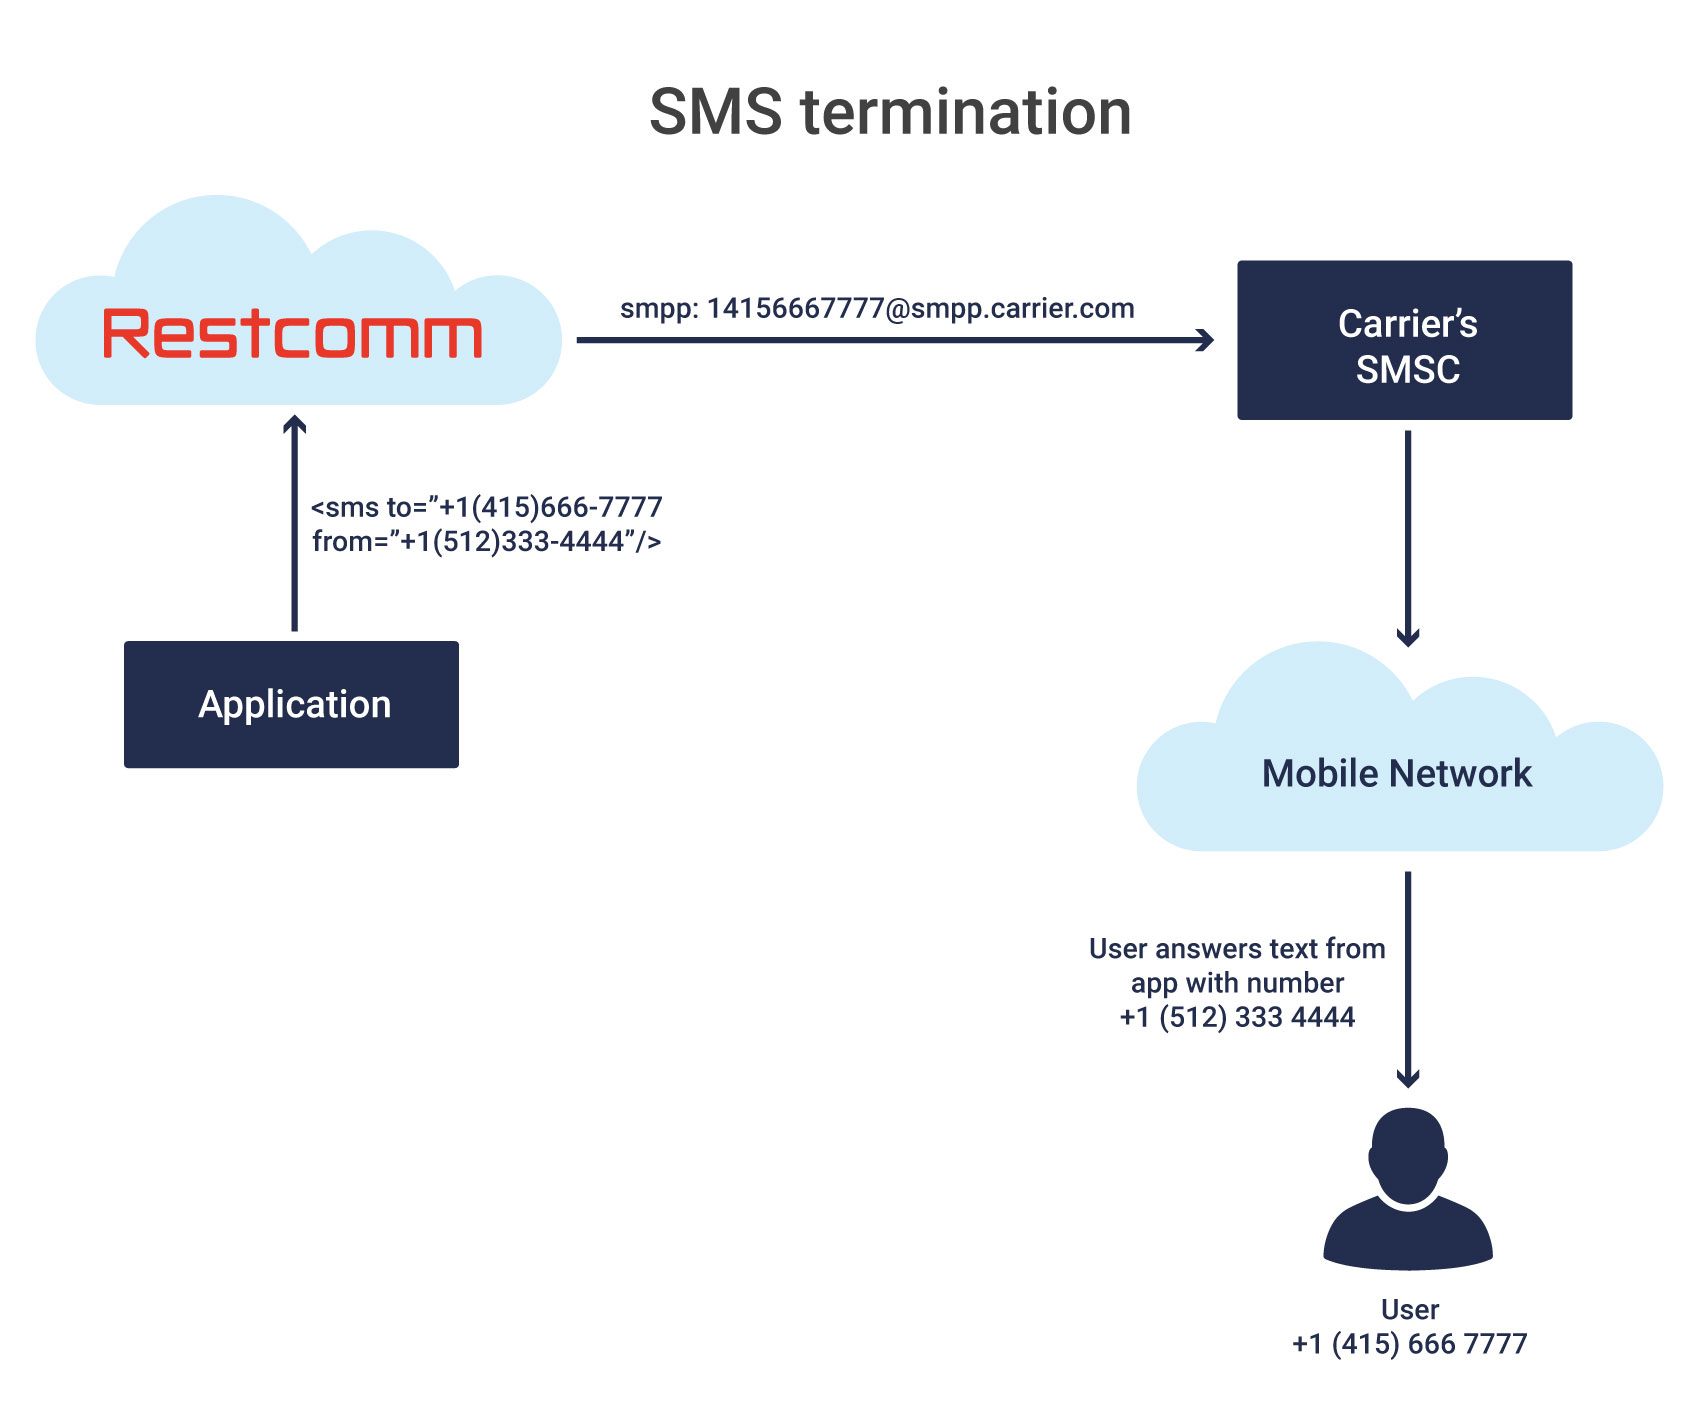 SMS termination
Restcomm
smpp: 14156667777@smpp.carrier.com
Carrier’s
SMSC
<sms to=”+1(415)666-7777
from=”+1(512)333-4444”/>
Application
Mobile Network
User answers text from
app with number
+1 (512) 333 4444
User
+1 (415) 666 7777